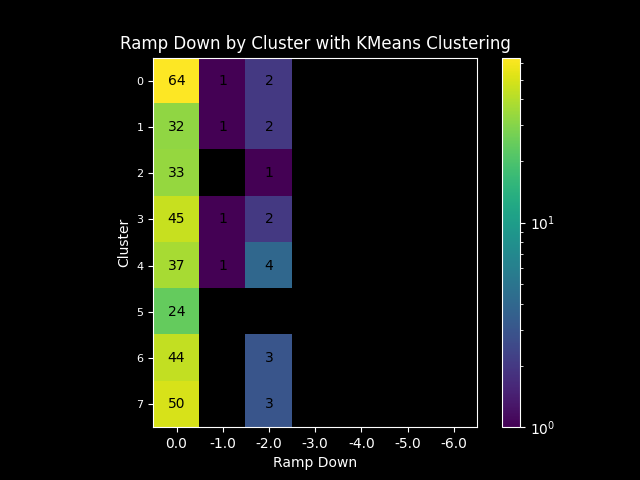 Ramp Down by Cluster with KMeans Clustering
0 64 1 2
1 32 1 2
2 33 1
3 45 1 2
4 37 1 4
5 24
6 44 3
7 50 3
Cluster
0.0 -1.0 -2.0 -3.0 -4.0 -5.0 -6.0
Ramp Down
10¹
10⁰